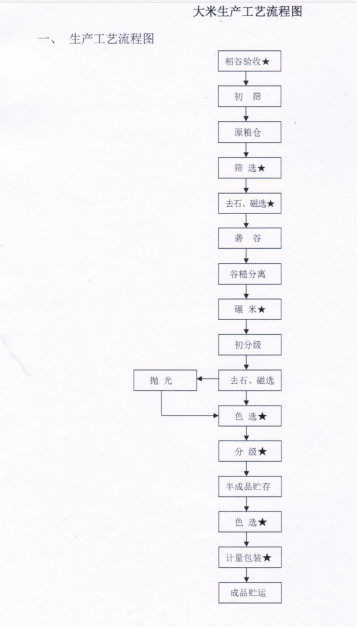 大米生产工艺流程图
一、 生产工艺流程图
稻谷验收★
初 筛
原粮仓
筛 选★
去石、磁选★
砻 谷
谷糙分离
碾 米★
初分级
抛 光
去石、磁选
色 选★
分 级★
半成品贮存
色 选★
计量包装★
成品贮运